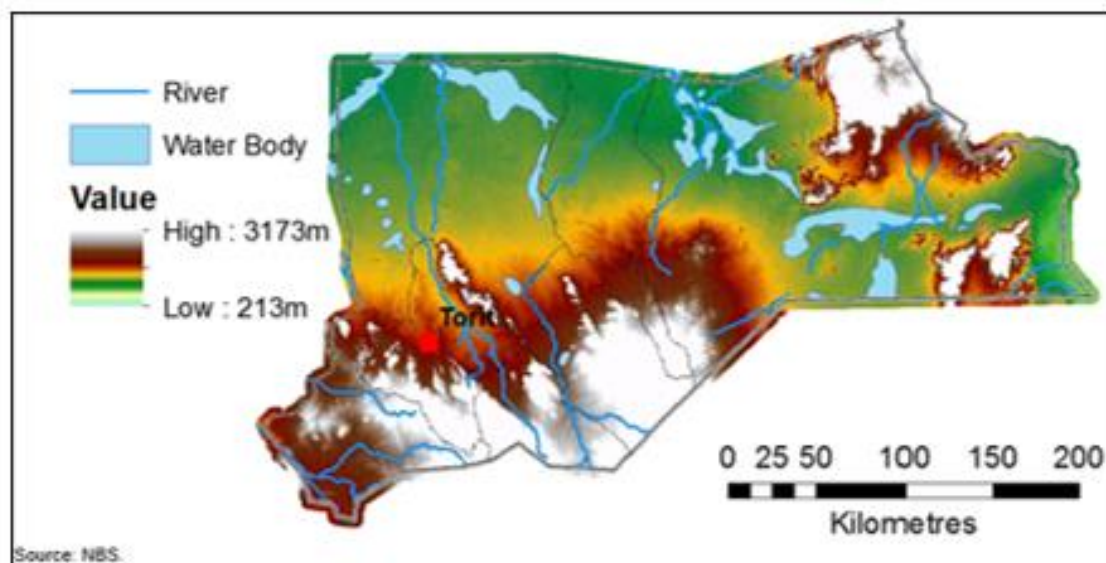 River
Water Body
Value
High : 3173m
Low : 213m
Torit
0 25 50 100 150 200
Kilometres
Source: NBS.